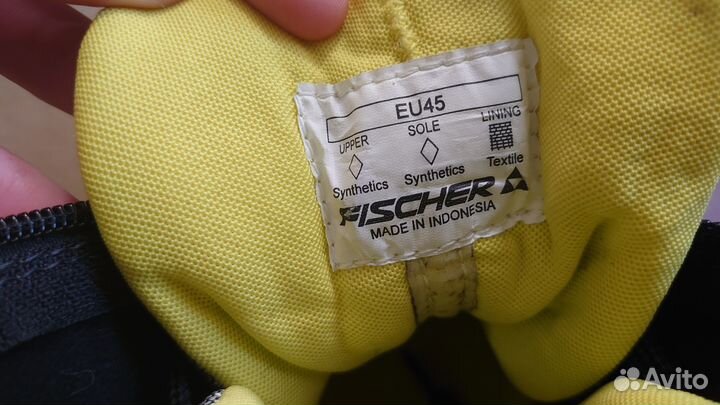 EU45
UPPER SOLE LINING
Synthetics Synthetics Textile
FISCHER
MADE IN INDONESIA
Avito